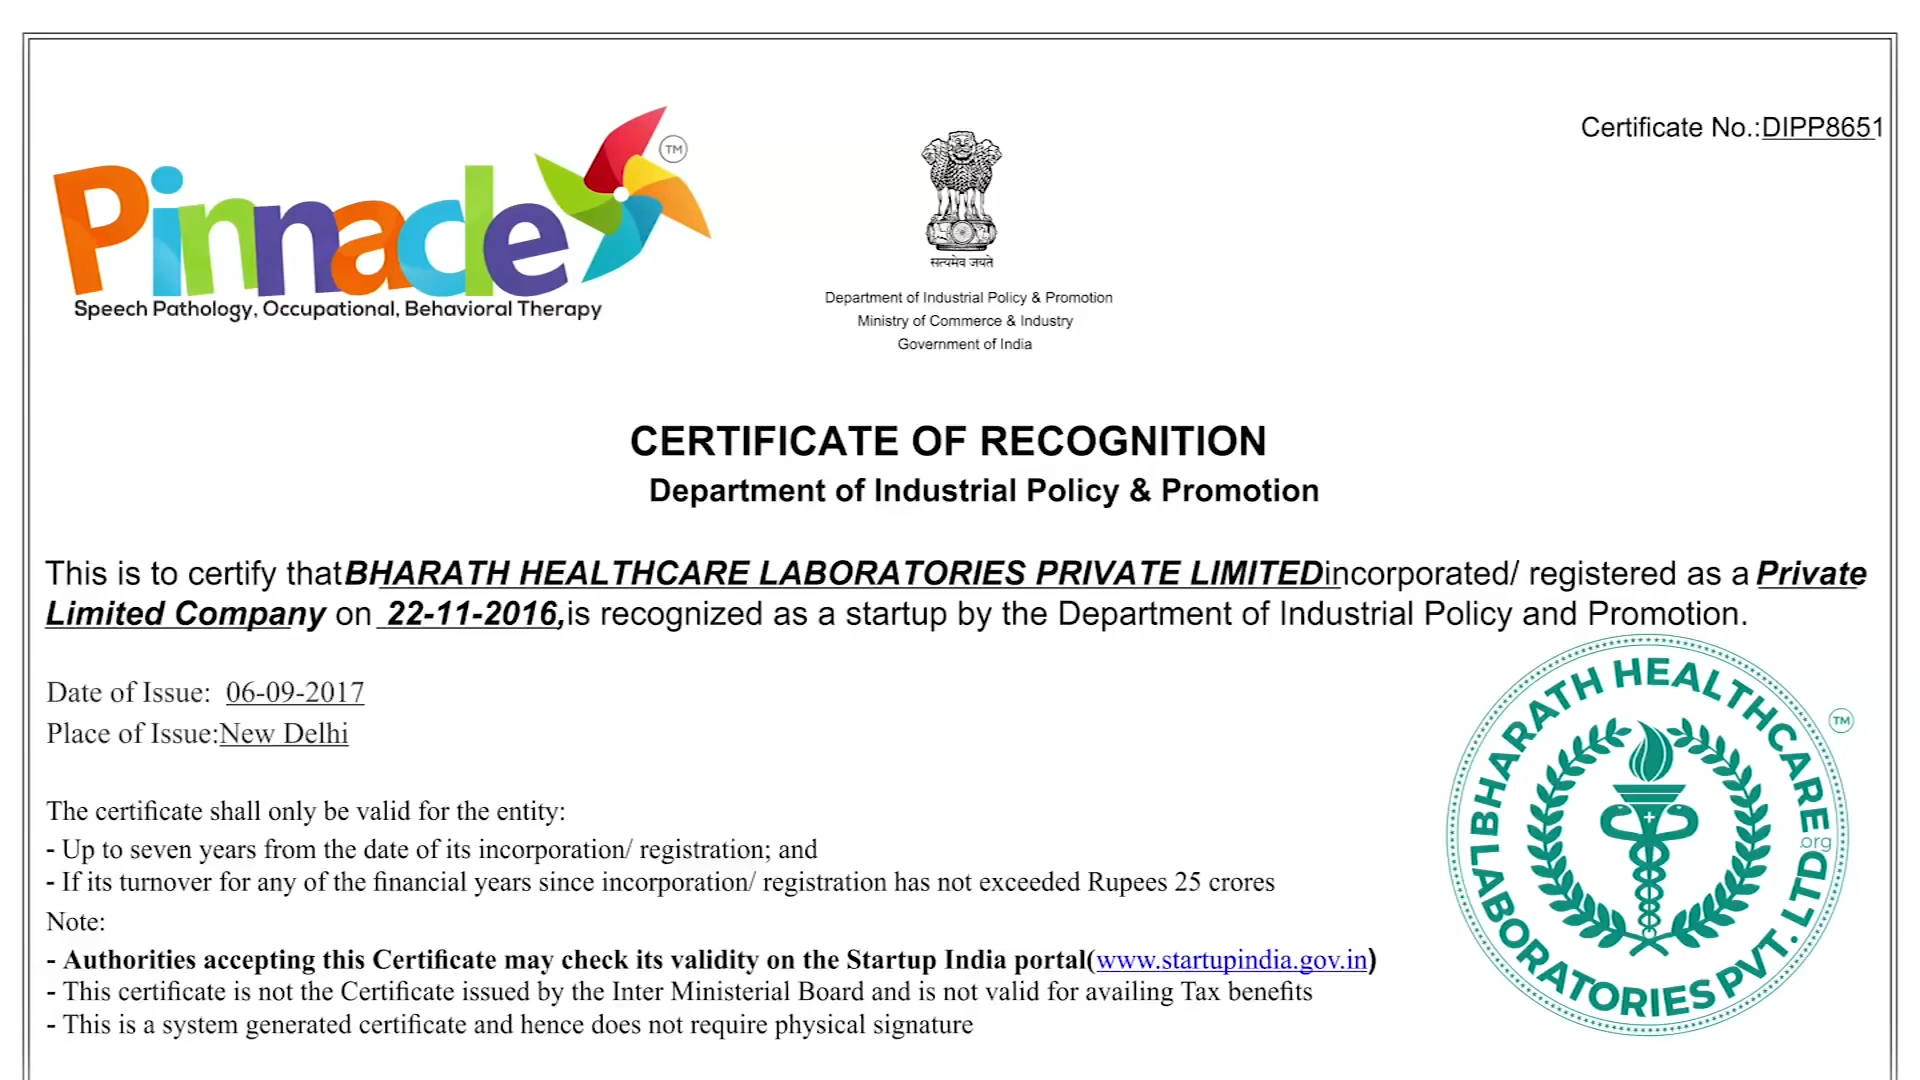 Certificate No.:DIPP8651
Pinnacle
TM
Speech Pathology, Occupational, Behavioral Therapy
सत्यमेव जयते
Department of Industrial Policy & Promotion
Ministry of Commerce & Industry
Government of India
CERTIFICATE OF RECOGNITION
Department of Industrial Policy & Promotion
This is to certify thatBHARATH HEALTHCARE LABORATORIES PRIVATE LIMITEDincorporated/ registered as a Private
Limited Company on 22-11-2016,is recognized as a startup by the Department of Industrial Policy and Promotion.
Date of Issue: 06-09-2017
Place of Issue:New Delhi
The certificate shall only be valid for the entity:
- Up to seven years from the date of its incorporation/ registration; and
- If its turnover for any of the financial years since incorporation/ registration has not exceeded Rupees 25 crores
Note:
- Authorities accepting this Certificate may check its validity on the Startup India portal(www.startupindia.gov.in)
- This certificate is not the Certificate issued by the Inter Ministerial Board and is not valid for availing Tax benefits
- This is a system generated certificate and hence does not require physical signature
BHARATH HEALTHCARE
LABORATORIES PVT. LTD
.org
TM